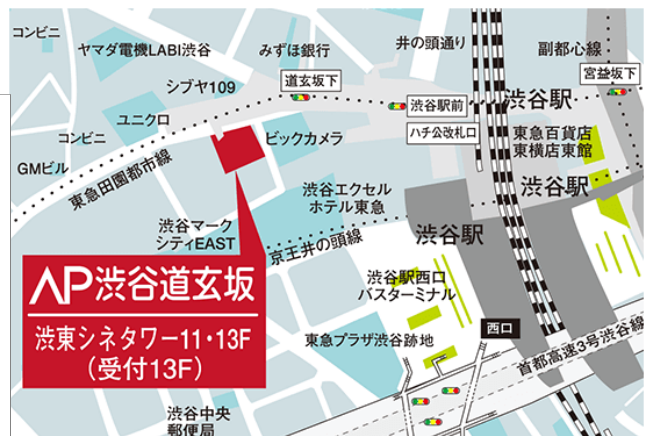 コンビニ
ヤマダ電機LABI渋谷
みずほ銀行
井の頭通り
副都心線
シブヤ109
道玄坂下
渋谷駅前
渋谷駅
宮益坂下
ユニクロ
コンビニ
ビックカメラ
ハチ公改札口
東急百貨店
東横店東館
GMビル
東急田園都市線
渋谷エクセル
ホテル東急
渋谷駅
渋谷マーク
シティEAST
京王井の頭線
渋谷駅
AP渋谷道玄坂
渋東シネタワー11・13F
(受付13F)
渋谷駅西口
バスターミナル
西口
東急プラザ渋谷跡地
首都高速3号渋谷線
渋谷中央
郵便局